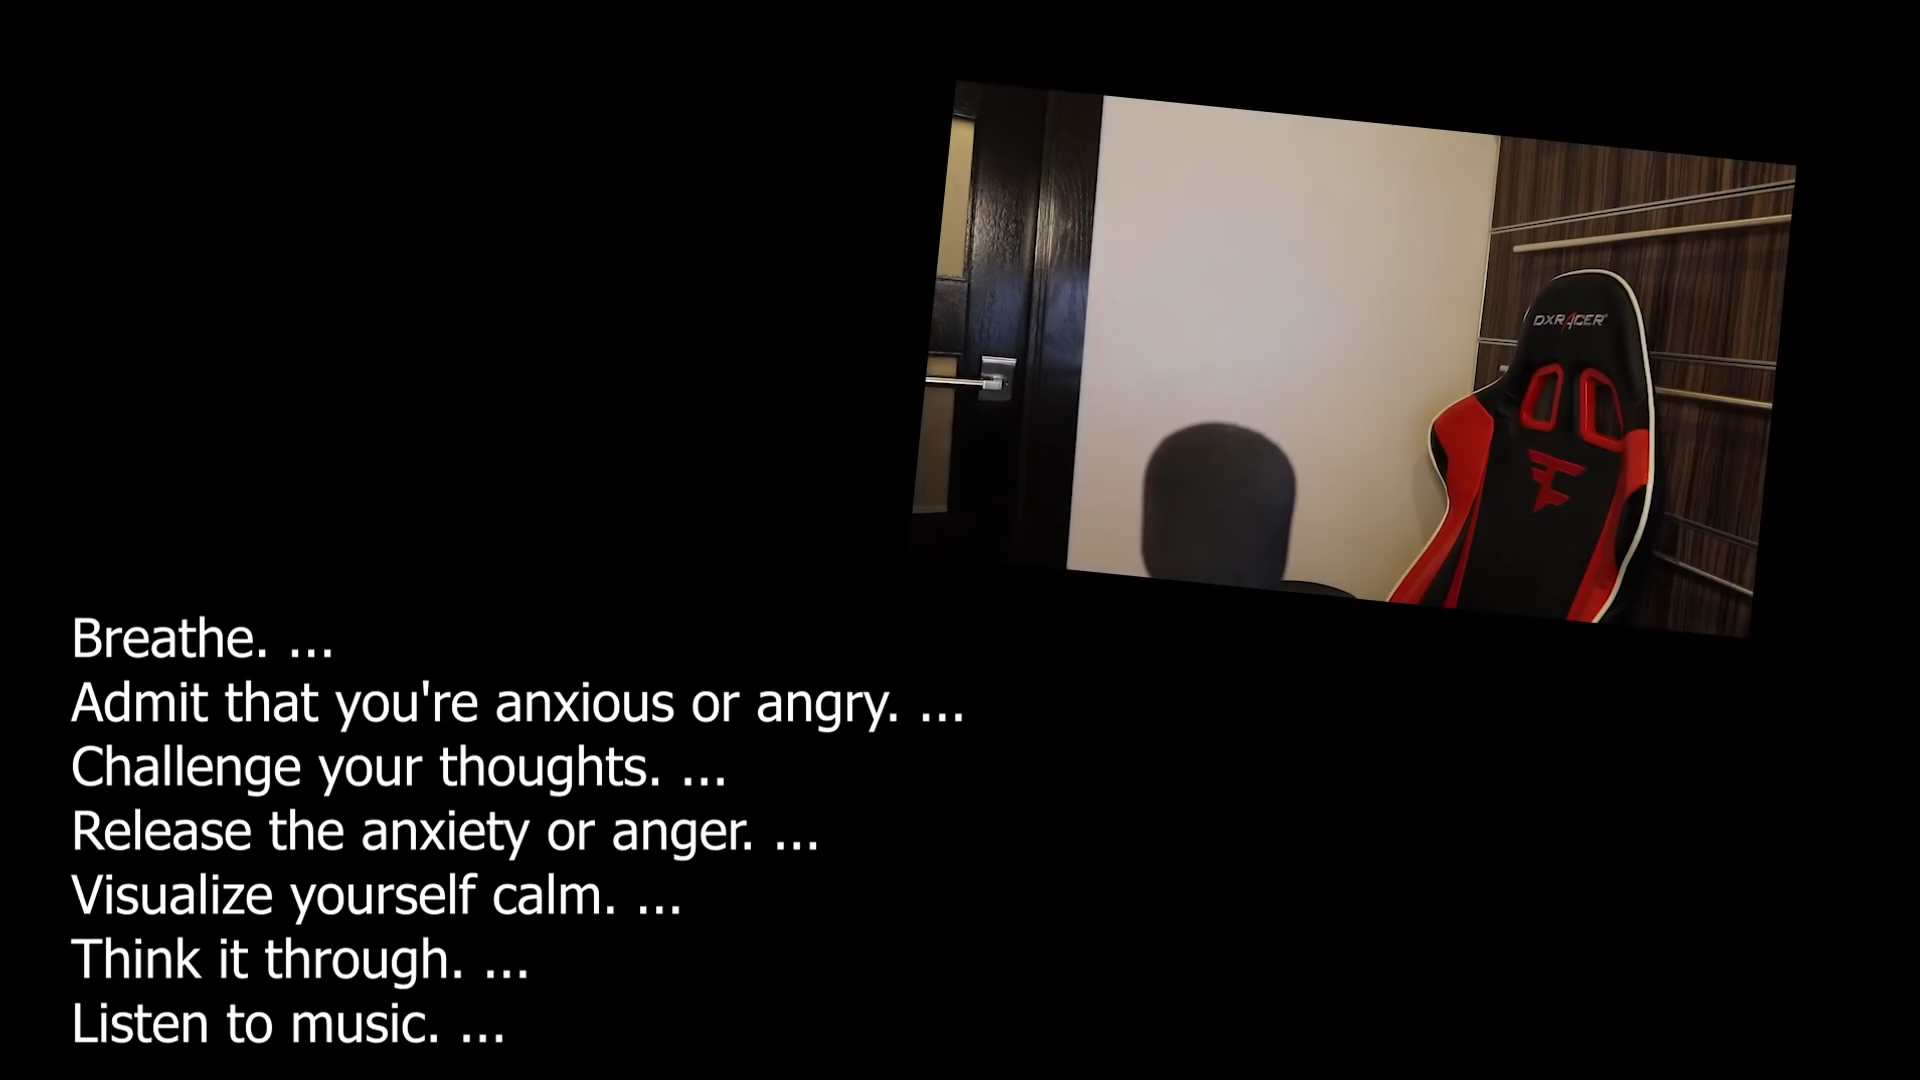 DXRACER
Breathe. ...
Admit that you're anxious or angry. ...
Challenge your thoughts. ...
Release the anxiety or anger. ...
Visualize yourself calm. ...
Think it through. ...
Listen to music. ...